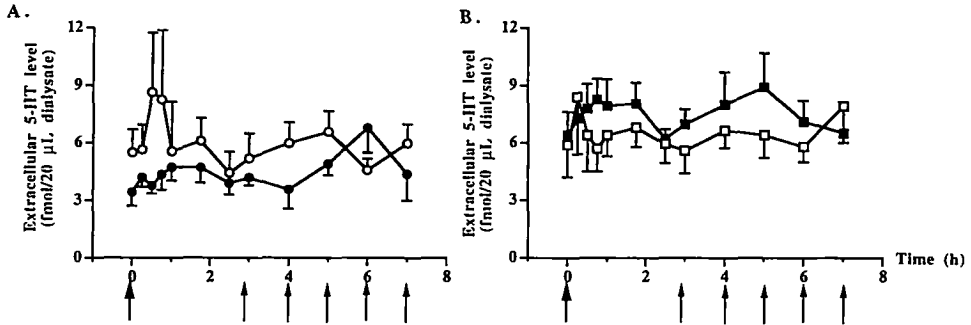 A.
B.
Extracellular 5-HT level
(fmol/20 µL dialysate)
12
9
6
3
0
0
2
4
6
8
Extracellular 5-HT level
(fmol/20 µL dialysate)
12
9
6
3
0
0
2
4
6
8
Time (h)